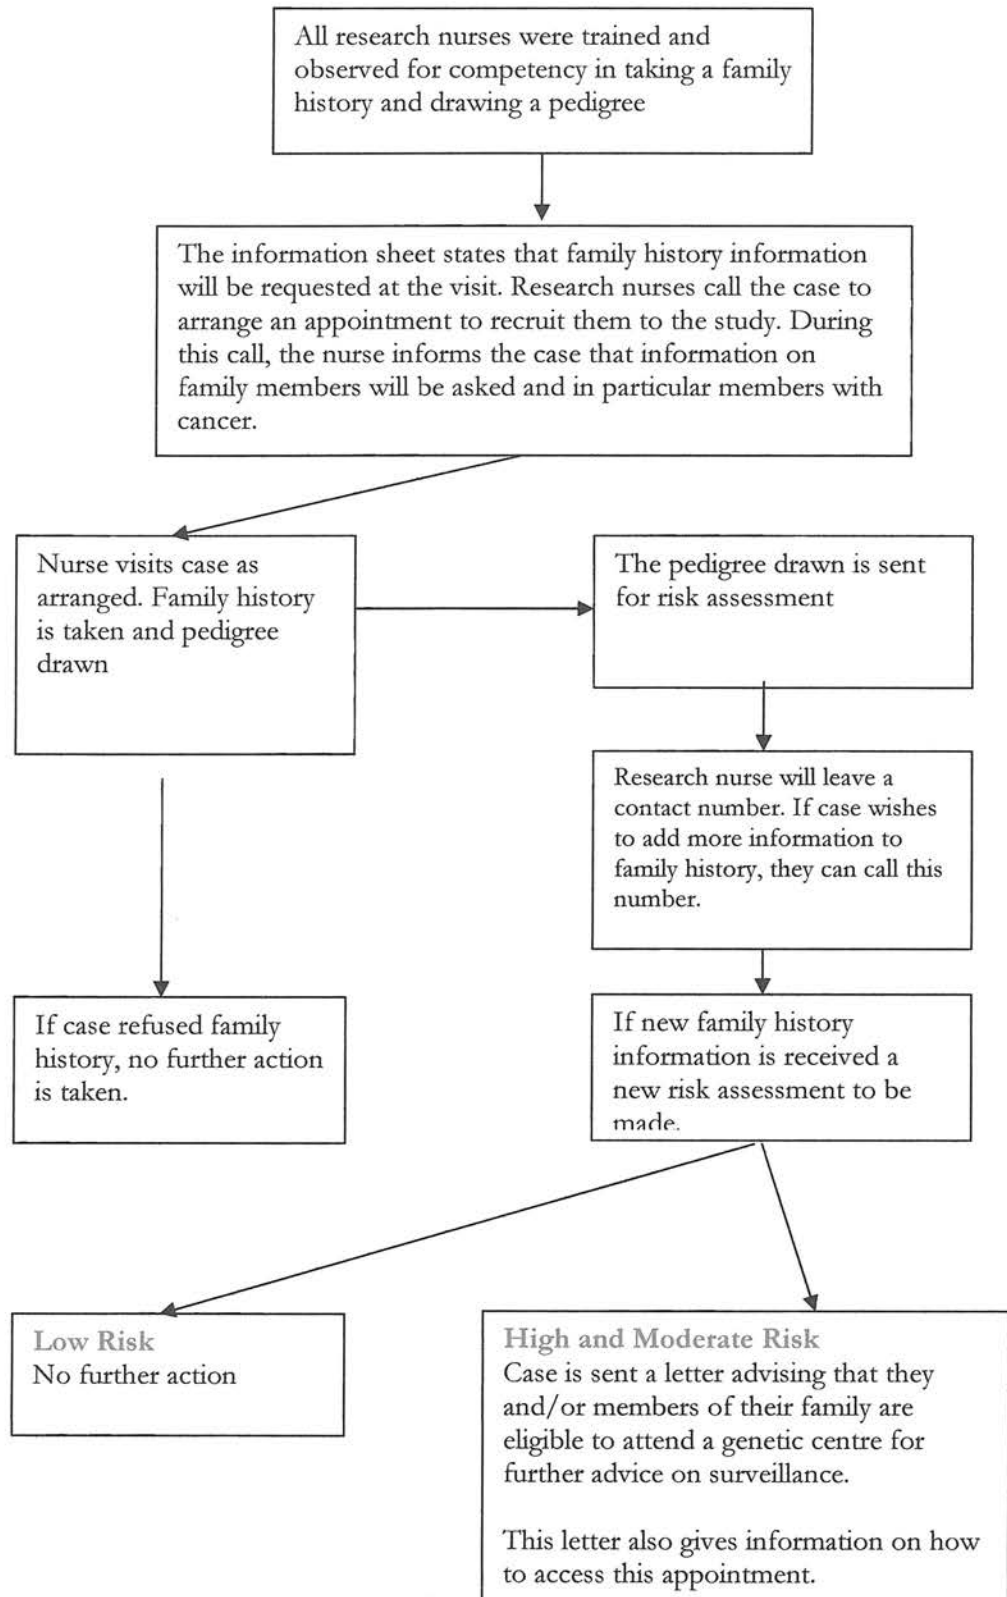 All research nurses were trained and
observed for competency in taking a family
history and drawing a pedigree
The information sheet states that family history information
will be requested at the visit. Research nurses call the case to
arrange an appointment to recruit them to the study. During
this call, the nurse informs the case that information on
family members will be asked and in particular members with
cancer.
Nurse visits case as
arranged. Family history
is taken and pedigree
drawn
The pedigree drawn is sent
for risk assessment
Research nurse will leave a
contact number. If case wishes
to add more information to
family history, they can call this
number.
If case refused family
history, no further action
is taken.
If new family history
information is received a
new risk assessment to be
made.
Low Risk
No further action
High and Moderate Risk
Case is sent a letter advising that they
and/or members of their family are
eligible to attend a genetic centre for
further advice on surveillance.
This letter also gives information on how
to access this appointment.